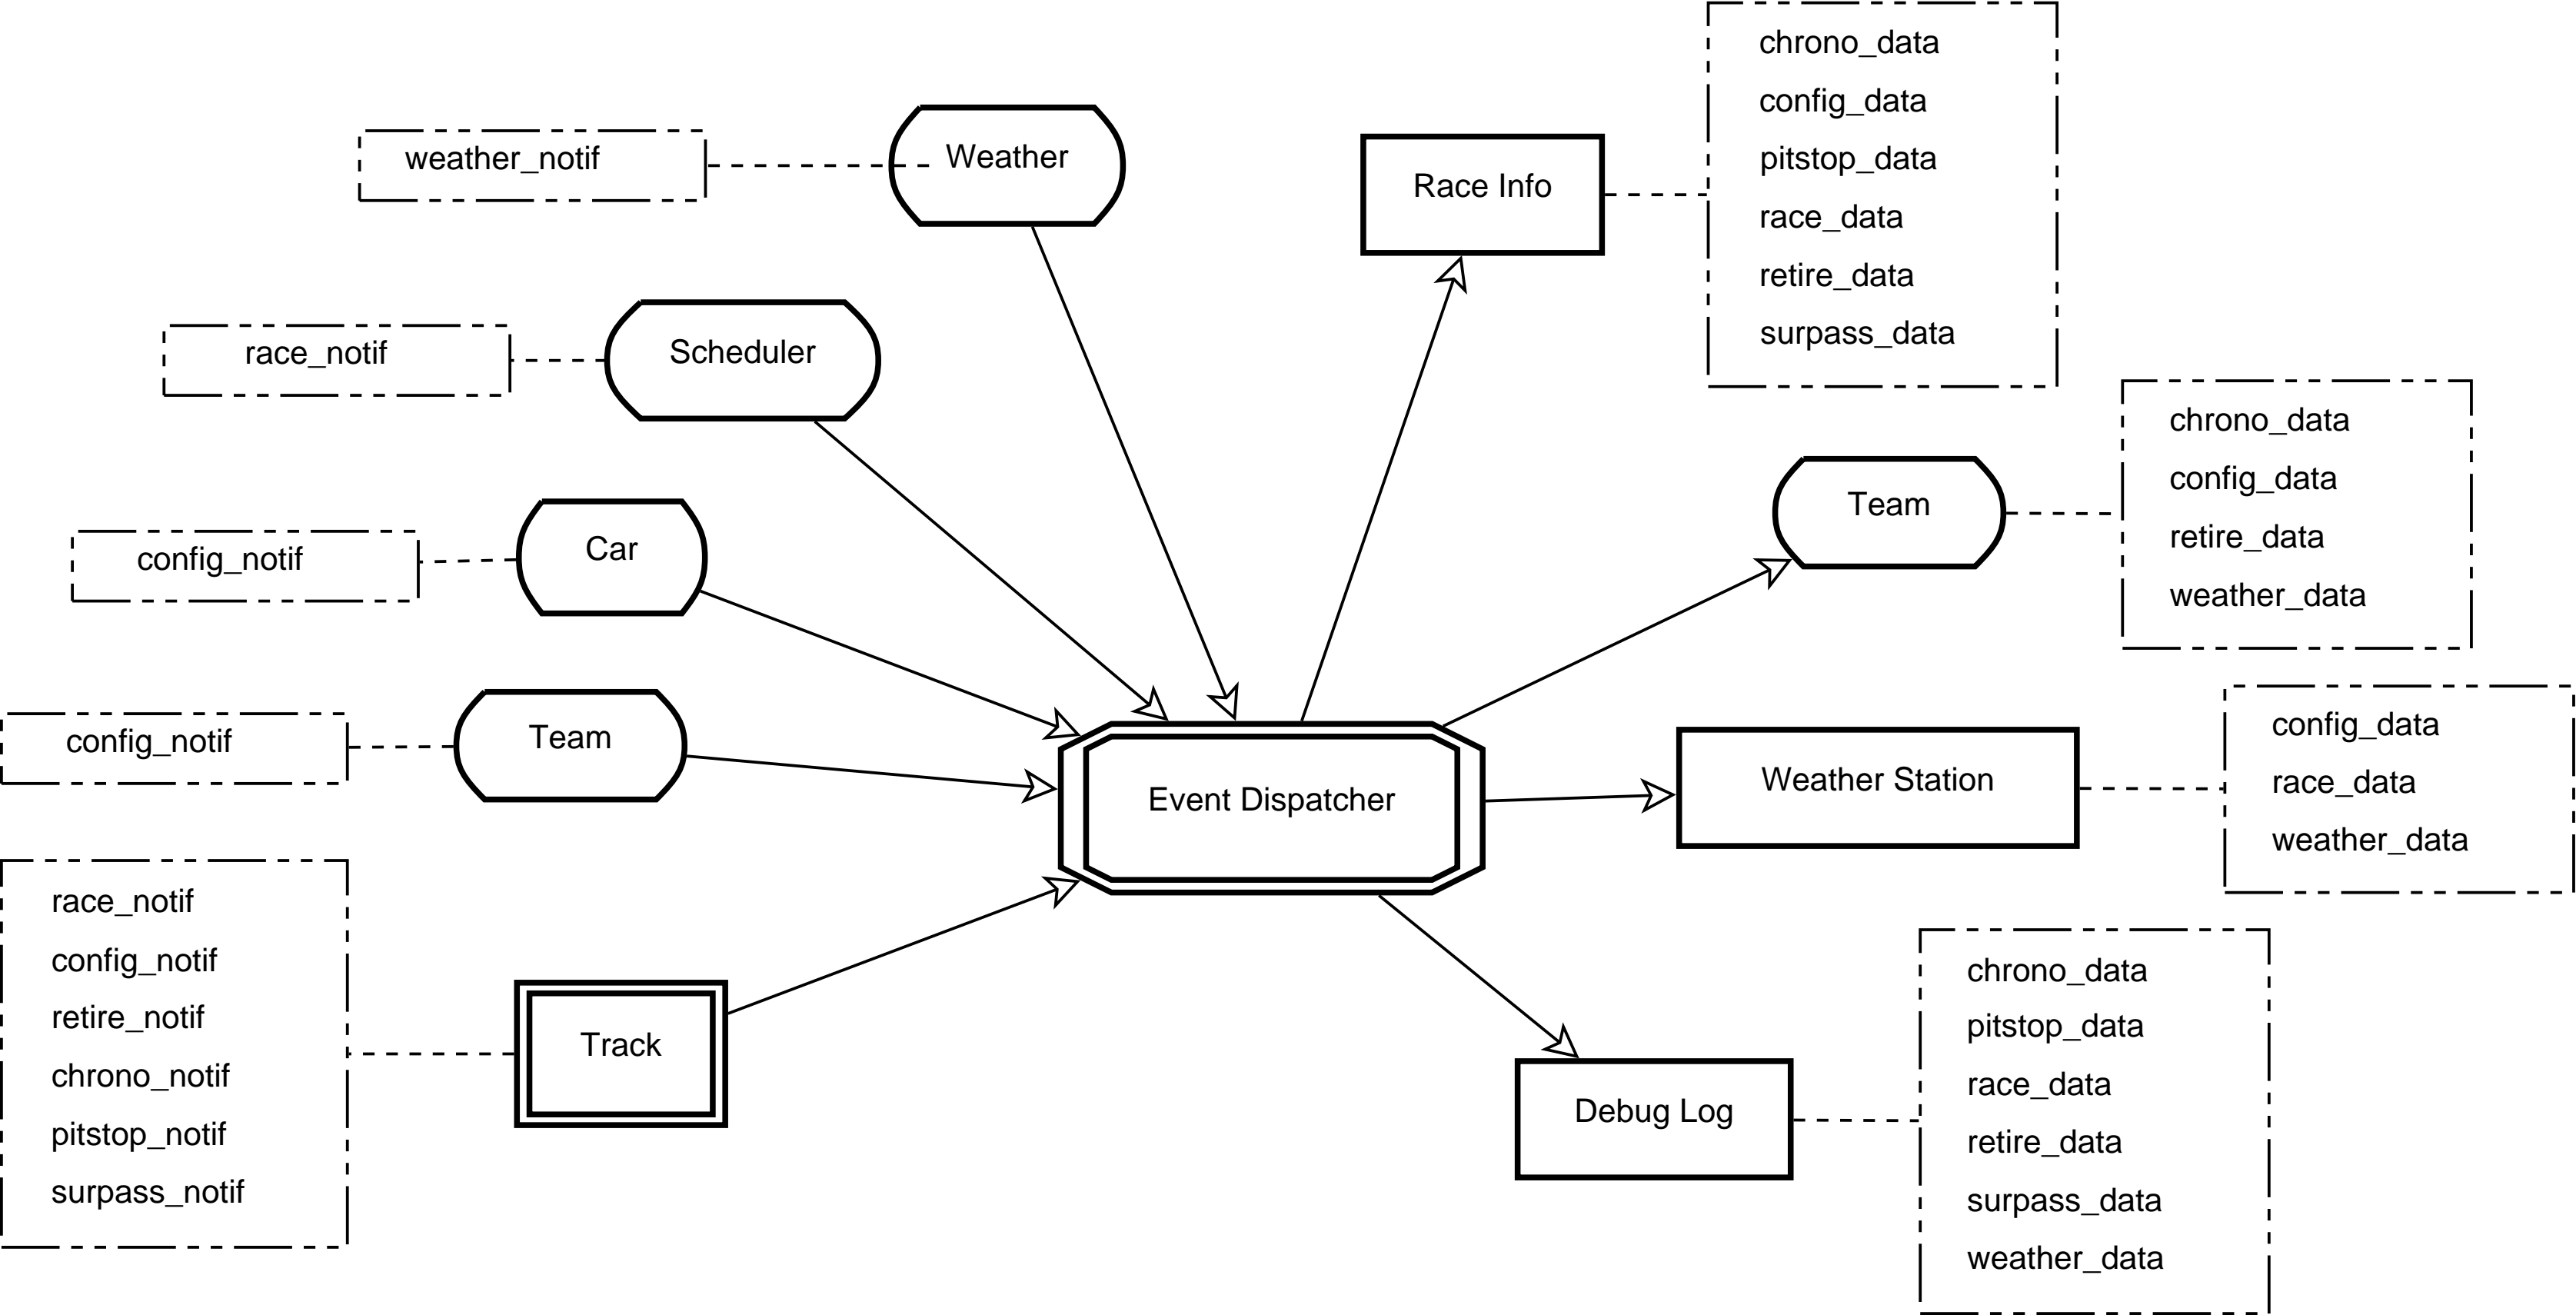 weather_notif
Weather
race_notif
Scheduler
config_notif
Car
config_notif
Team
race_notif
config_notif
retire_notif
chrono_notif
pitstop_notif
surpass_notif
Track
Event Dispatcher
Race Info
chrono_data
config_data
pitstop_data
race_data
retire_data
surpass_data
Team
chrono_data
config_data
retire_data
weather_data
Weather Station
config_data
race_data
weather_data
Debug Log
chrono_data
pitstop_data
race_data
retire_data
surpass_data
weather_data